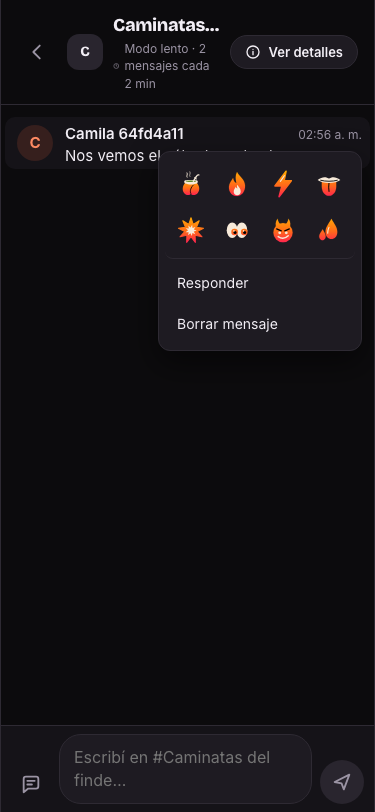 C
Caminatas...
Modo lento · 2
mensajes cada
2 min
Ver detalles
C
Camila 64fd4a11
02:56 a. m.
Nos vemos el
Responder
Borrar mensaje
Escribí en #Caminatas del
finde...